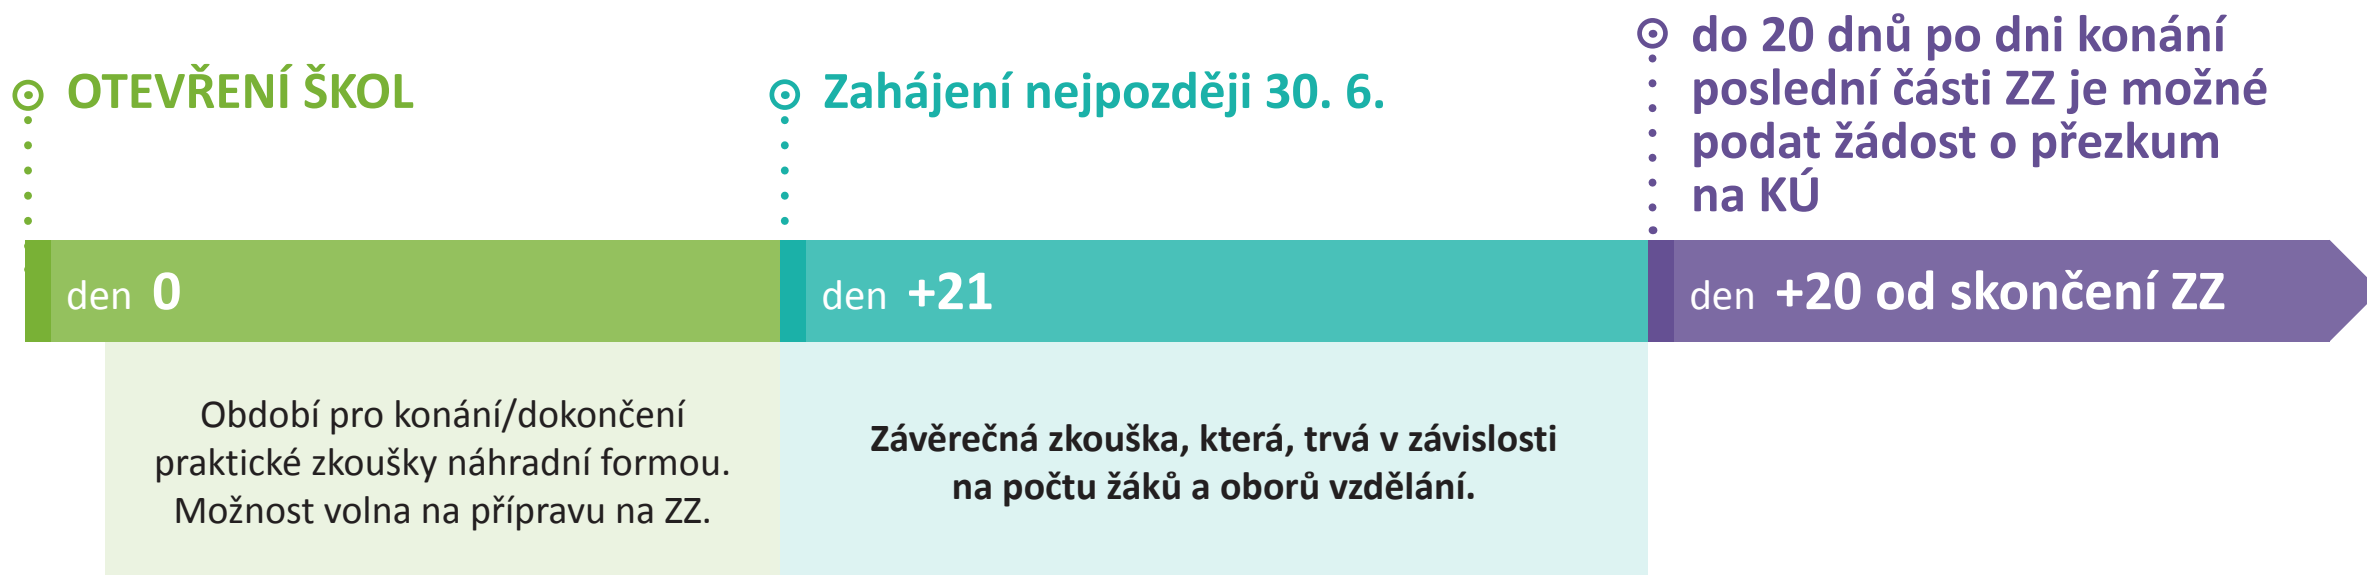 OTEVŘENÍ ŠKOL
Zahájení nejpozději 30. 6.
do 20 dnů po dni konání
poslední části ZZ je možné
podat žádost o přezkum
na KÚ
den 0
den +21
den +20 od skončení ZZ
Období pro konání/dokončení
praktické zkoušky náhradní formou.
Možnost volna na přípravu na ZZ.
Závěrečná zkouška, která, trvá v závislosti
na počtu žáků a oborů vzdělání.